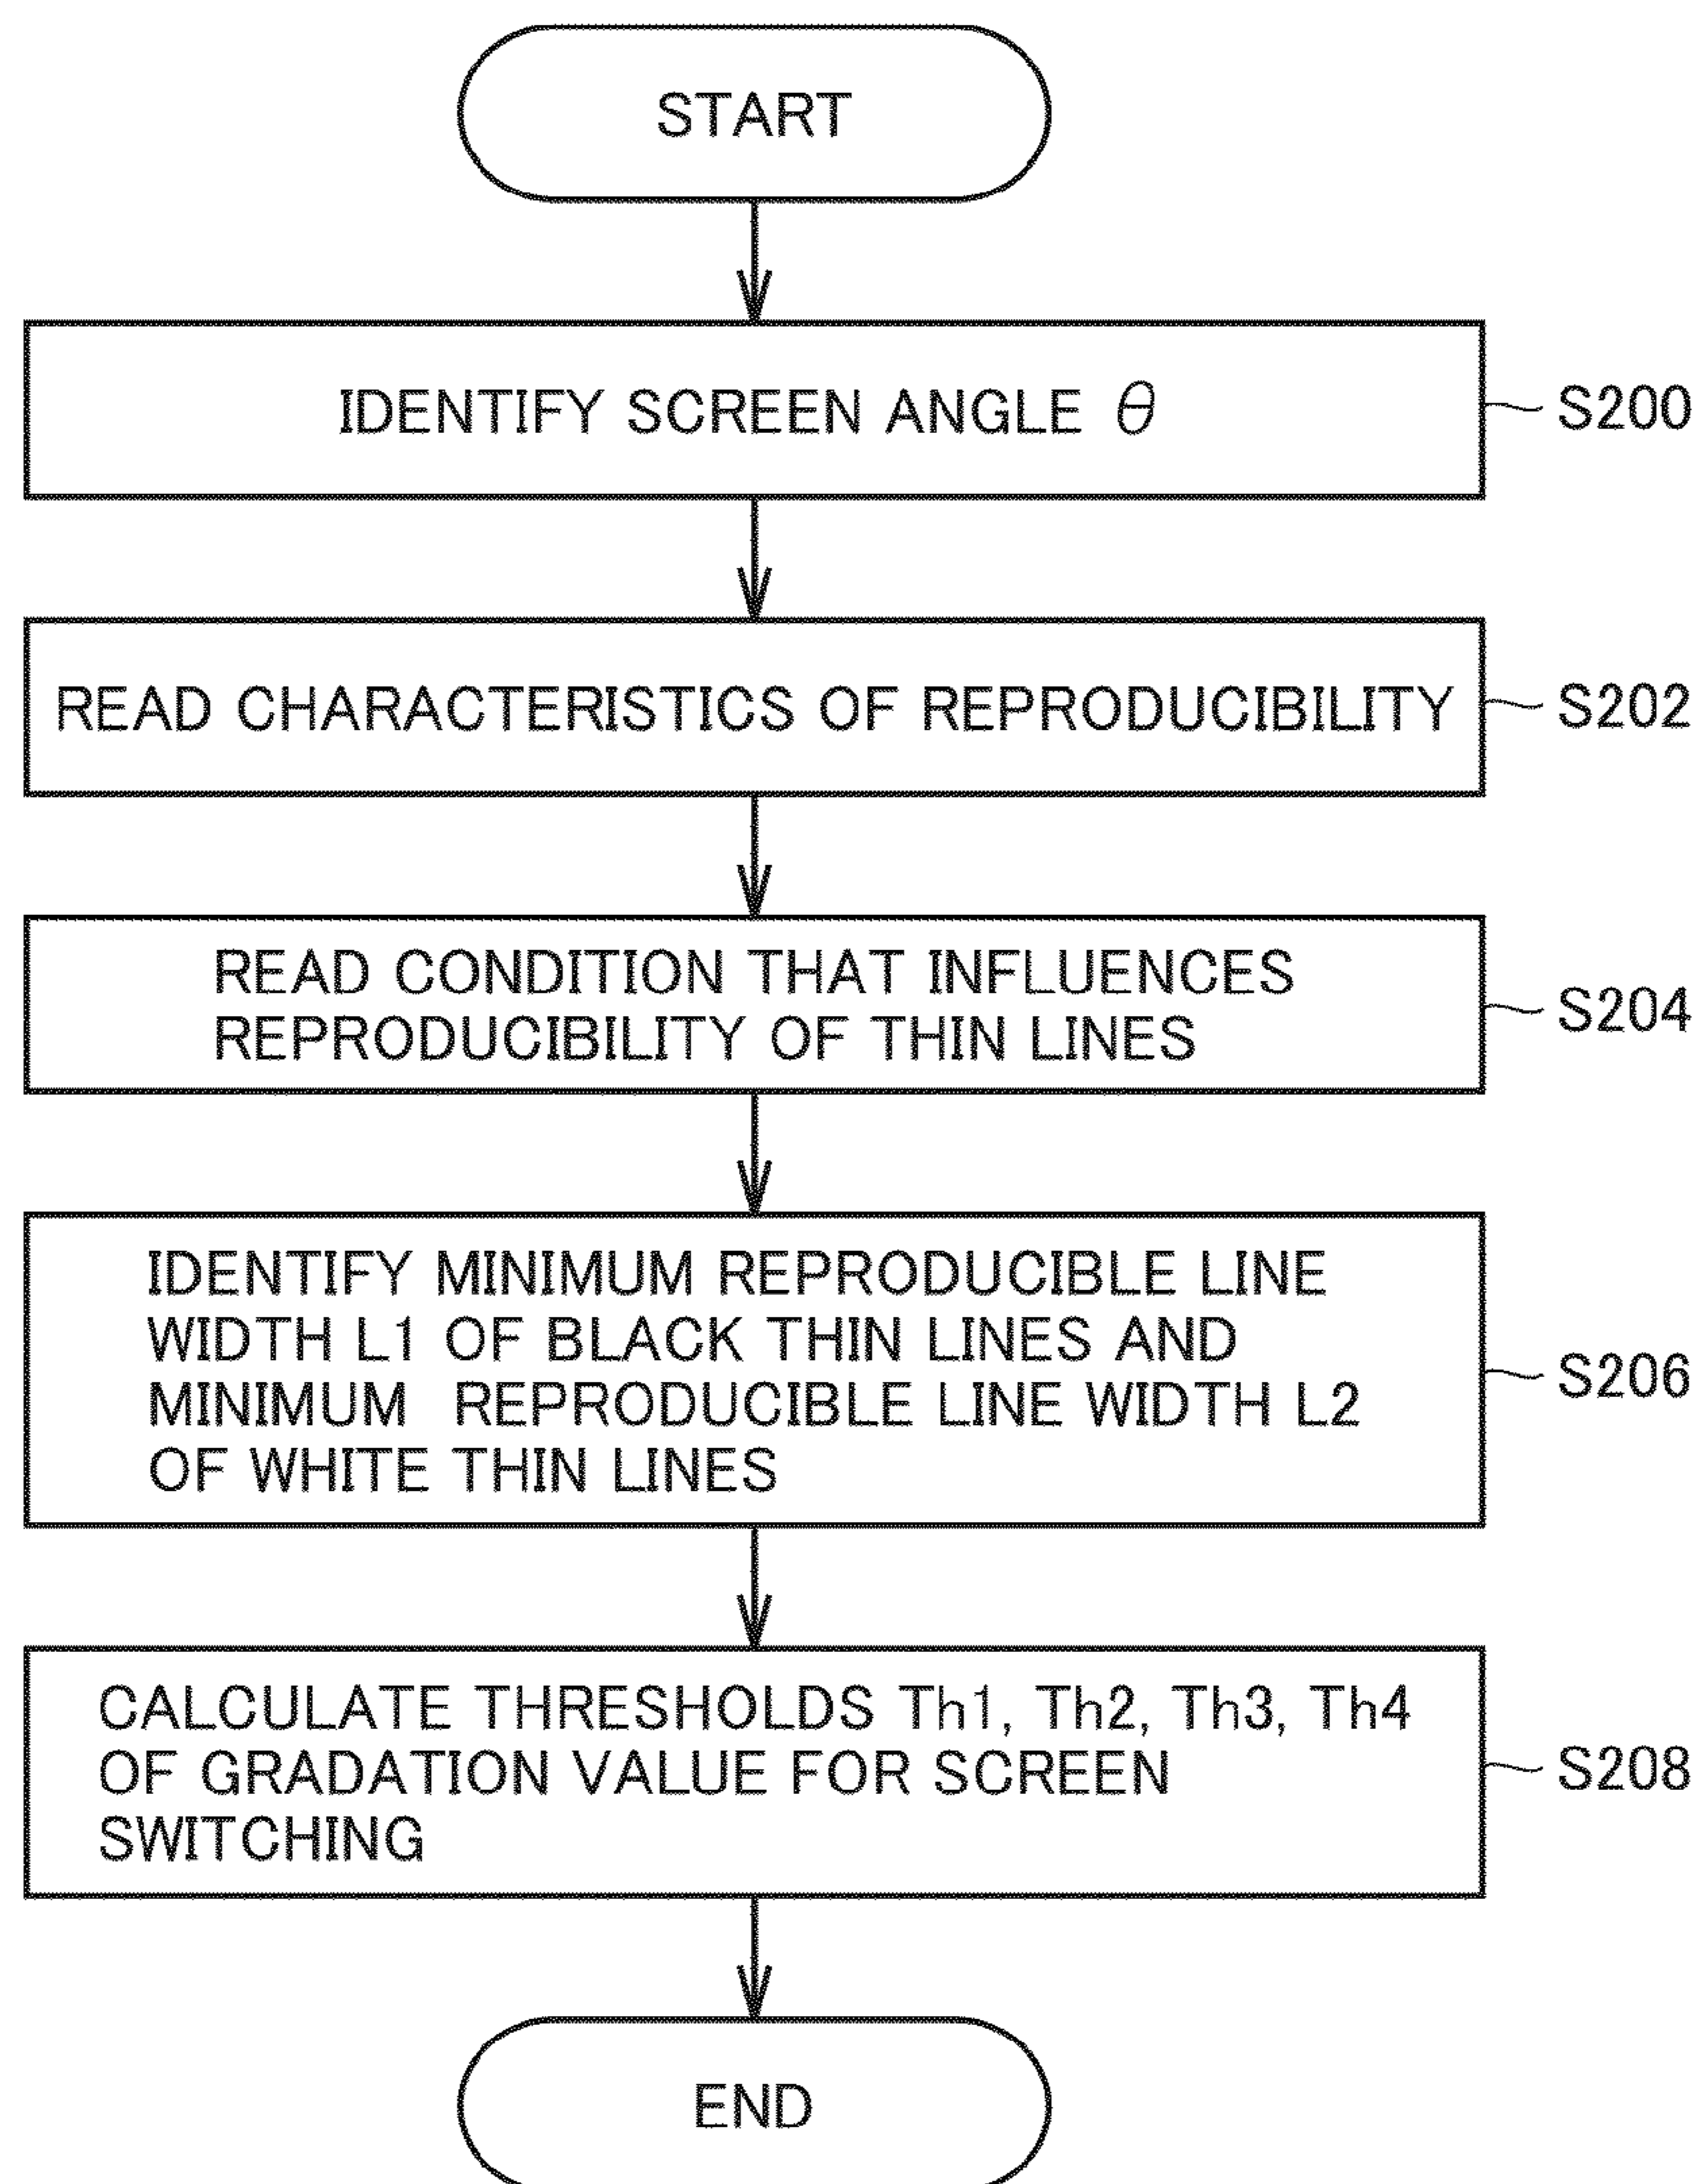 START
IDENTIFY SCREEN ANGLE θ
S200
READ CHARACTERISTICS OF REPRODUCIBILITY
S202
READ CONDITION THAT INFLUENCES
REPRODUCIBILITY OF THIN LINES
S204
IDENTIFY MINIMUM REPRODUCIBLE LINE
WIDTH L1 OF BLACK THIN LINES AND
MINIMUM REPRODUCIBLE LINE WIDTH L2
OF WHITE THIN LINES
S206
CALCULATE THRESHOLDS Th1, Th2, Th3, Th4
OF GRADATION VALUE FOR SCREEN
SWITCHING
S208
END